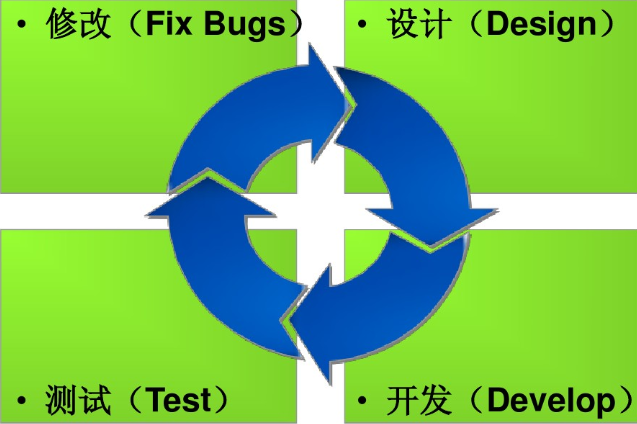 • 修改（Fix Bugs）
• 设计（Design）
• 测试（Test）
• 开发（Develop）